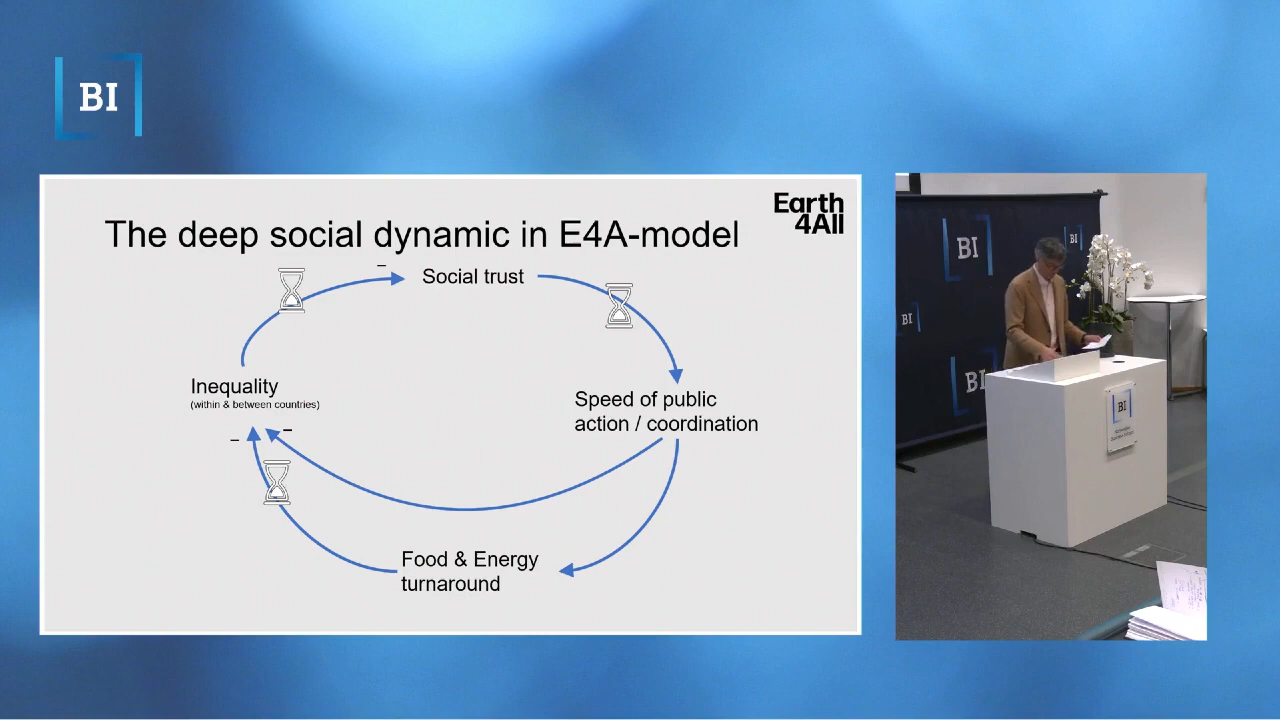 BI
Earth
4All
The deep social dynamic in E4A-model
–
Social trust
Inequality
(within & between countries)
Speed of public
action / coordination
–
–
Food & Energy
turnaround
BI
BI
BI
BI
BI